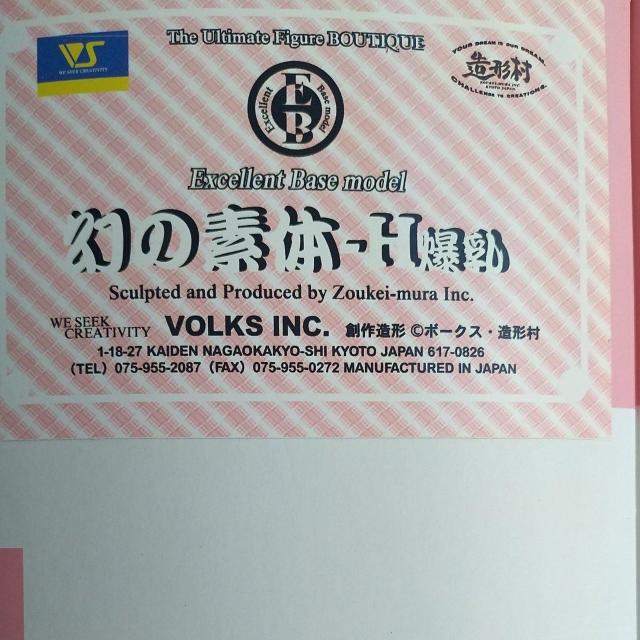 VS
WE SEEK CREATIVITY
The Ultimate Figure BOUTIQUE
YOUR DREAM IS OUR DREAM.
造形村
KYOTO JAPAN
CHALLENGE TO CREATIONS.
Excellent
EB
Base model
Excellent Base model
幻の素体-H爆乳
Sculpted and Produced by Zoukei-mura Inc.
WE SEEK CREATIVITY VOLKS INC. 創作造形 ©ボークス・造形村
1-18-27 KAIDEN NAGAOKAKYO-SHI KYOTO JAPAN 617-0826
(TEL) 075-955-2087 (FAX) 075-955-0272 MANUFACTURED IN JAPAN